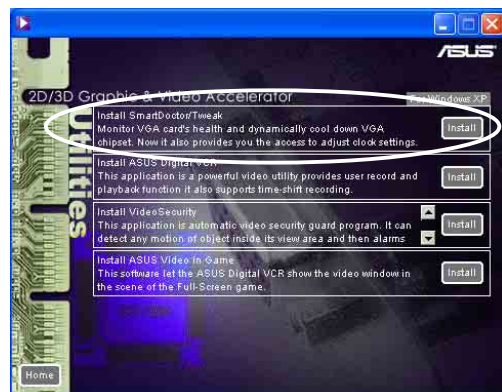 ASUS
2D/3D Graphic & Video Accelerator
For Windows XP
Utilities
Install SmartDoctor/Tweak
Monitor VGA card's health and dynamically cool down VGA
chipset. Now it also provides you the access to adjust clock settings.
Install
Install ASUS Digital VCR
This application is a powerful video utility provides user record and
playback function it also supports time-shift recording.
Install
Install VideoSecurity
This application is automatic video security guard program. It can
detect any motion of object inside its view area and then alarms
Install
Install ASUS Video In Game
This software let the ASUS Digital VCR show the video window in
the scene of the Full-Screen game.
Install
Home